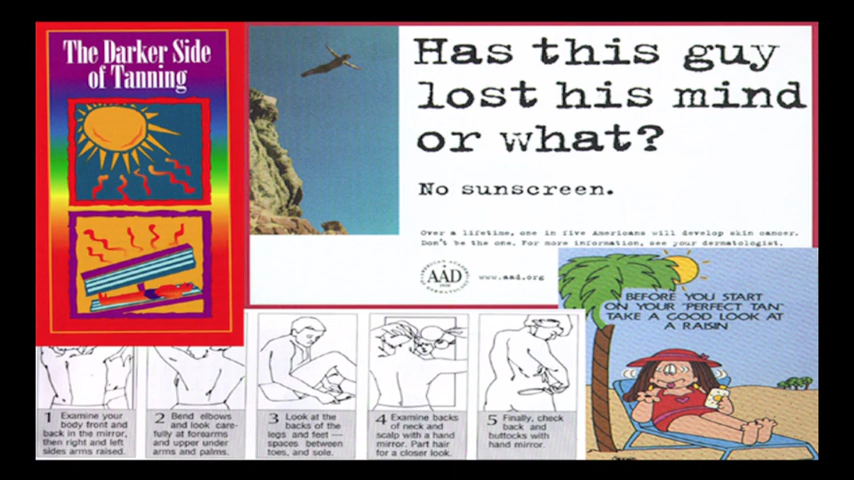 The Darker Side
of Tanning
Has this guy
lost his mind
or what?
No sunscreen.
Over a lifetime, one in five Americans will develop skin cancer.
Don't be the one. For more information, see your dermatologist.
AAD
www.aad.org
BEFORE YOU START
ON YOUR "PERFECT TAN"
TAKE A GOOD LOOK AT
A RAISIN
1 Examine your
body front and
back in the mirror,
then right and left
sides arms raised.
2 Bend elbows
and look care-
fully at forearms
and upper under
arms and palms.
3 Look at the
backs of the
legs and feet —
spaces between
toes, and sole.
4 Examine backs
of neck and
scalp with a hand
mirror. Part hair
for a closer look.
5 Finally, check
back and
buttocks with
hand mirror.